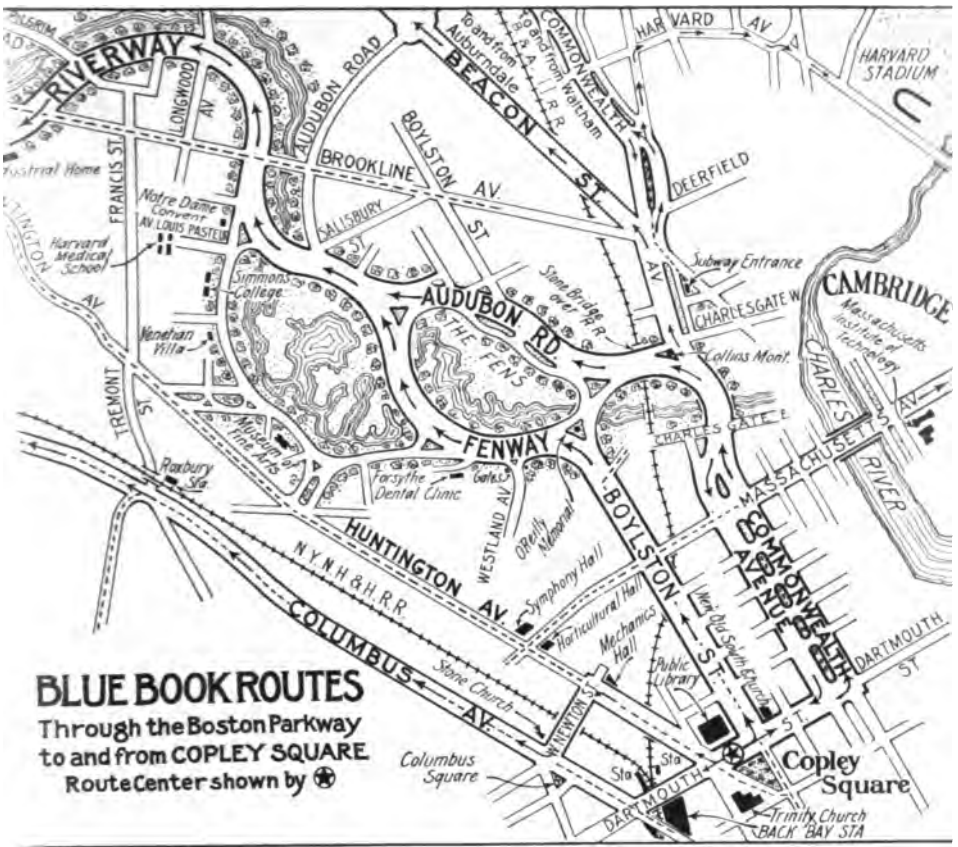 PILGRIM
RIVERWAY
LONGWOOD
AV.
AUDUBON ROAD
To and from
Auburndale
B & A R R
To and from Waltham
COMMONWEALTH
AV
HARVARD AV
HARVARD
STADIUM
BEACON ST.
FRANCIS ST.
BROOKLINE AV.
BOYLSTON
ST
DEERFIELD
Notre Dame
Convent
AV. LOUIS PASTEUR
SALISBURY
ST
Harvard
Medical
School
Simmons
College
Subway Entrance
CHARLESGATE W.
CAMBRIDGE
Massachusetts
Institute of
Technology
AUDUBON RD.
Stone Bridge
over R.R.
THE FENS
Collins Mont.
CHARLES
RIVER
Venetian
Villa
TREMONT
ST
AV
FENWAY
CHARLES GATE E.
MASSACHUSETTS AV
Museum of
Fine Arts
Roxbury
Sta
Forsythe
Dental Clinic
Gates
WESTLAND AV
O'Reilly
Memorial
BOYLSTON ST.
COMMONWEALTH
AVENUE
HUNTINGTON AV.
N.Y. N H & H. R.R
COLUMBUS AV.
Symphony Hall
Horticultural Hall
Mechanics
Hall
Public
Library
New Old South Church
DARTMOUTH
ST
Stone Church
W. NEWTON ST
BLUE BOOK ROUTES
Through the Boston Parkway
to and from COPLEY SQUARE
Route Center shown by
Columbus
Square
Sta
Sta
DARTMOUTH ST
Copley
Square
Trinity Church
BACK BAY STA